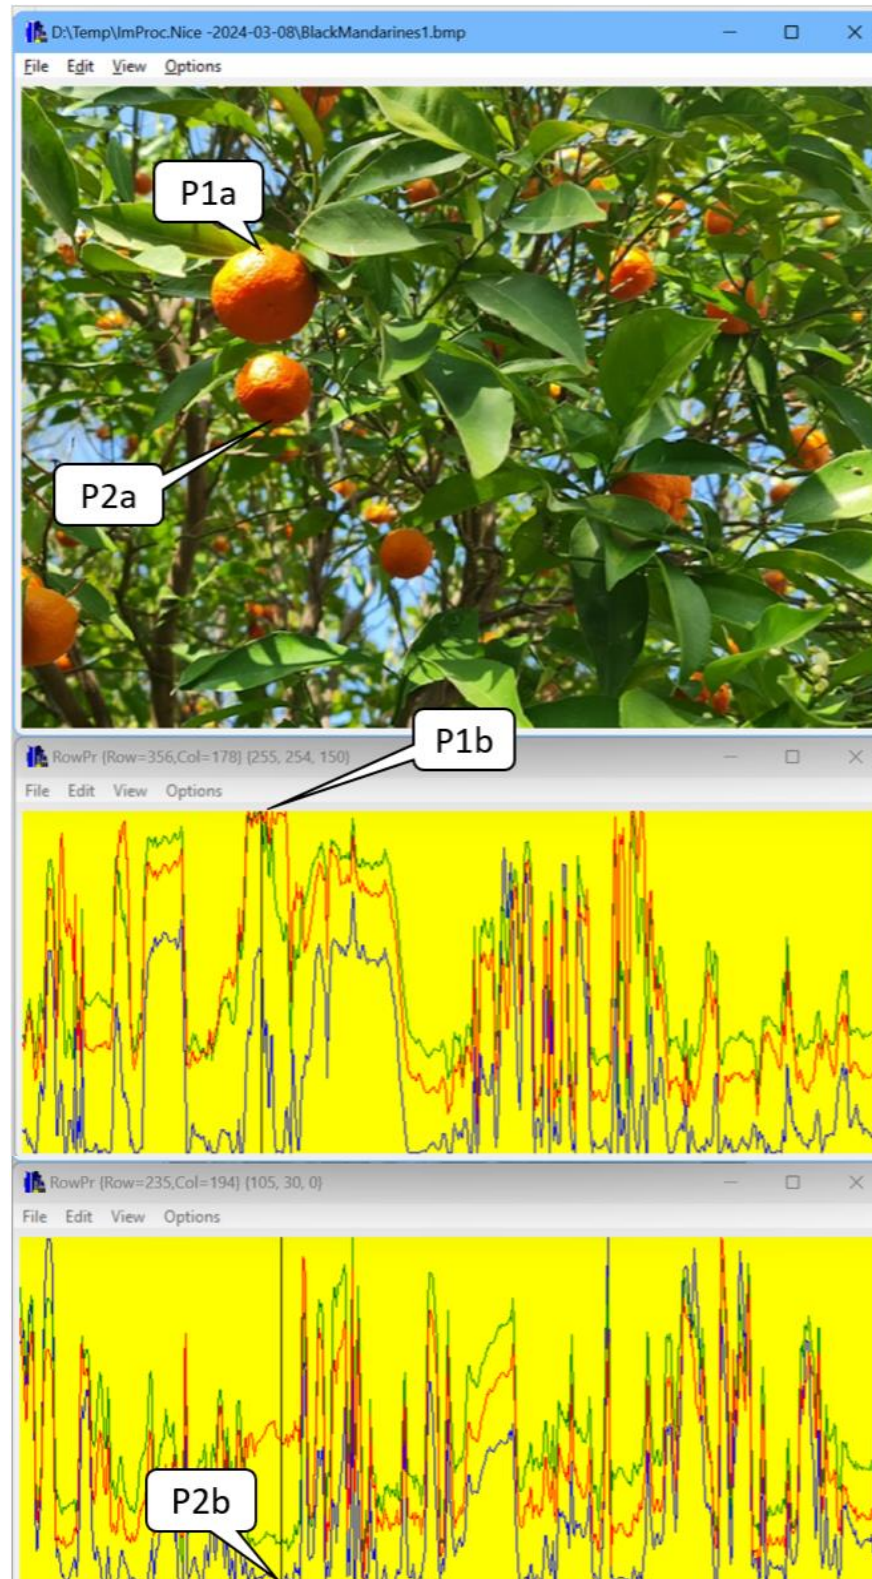 D:\Temp\ImProc.Nice -2024-03-08\BlackMandarines1.bmp
File Edit View Options
P1a
P2a
P1b
RowPr {Row=356,Col=178} {255, 254, 150}
File Edit View Options
RowPr {Row=235,Col=194} {105, 30, 0}
File Edit View Options
P2b